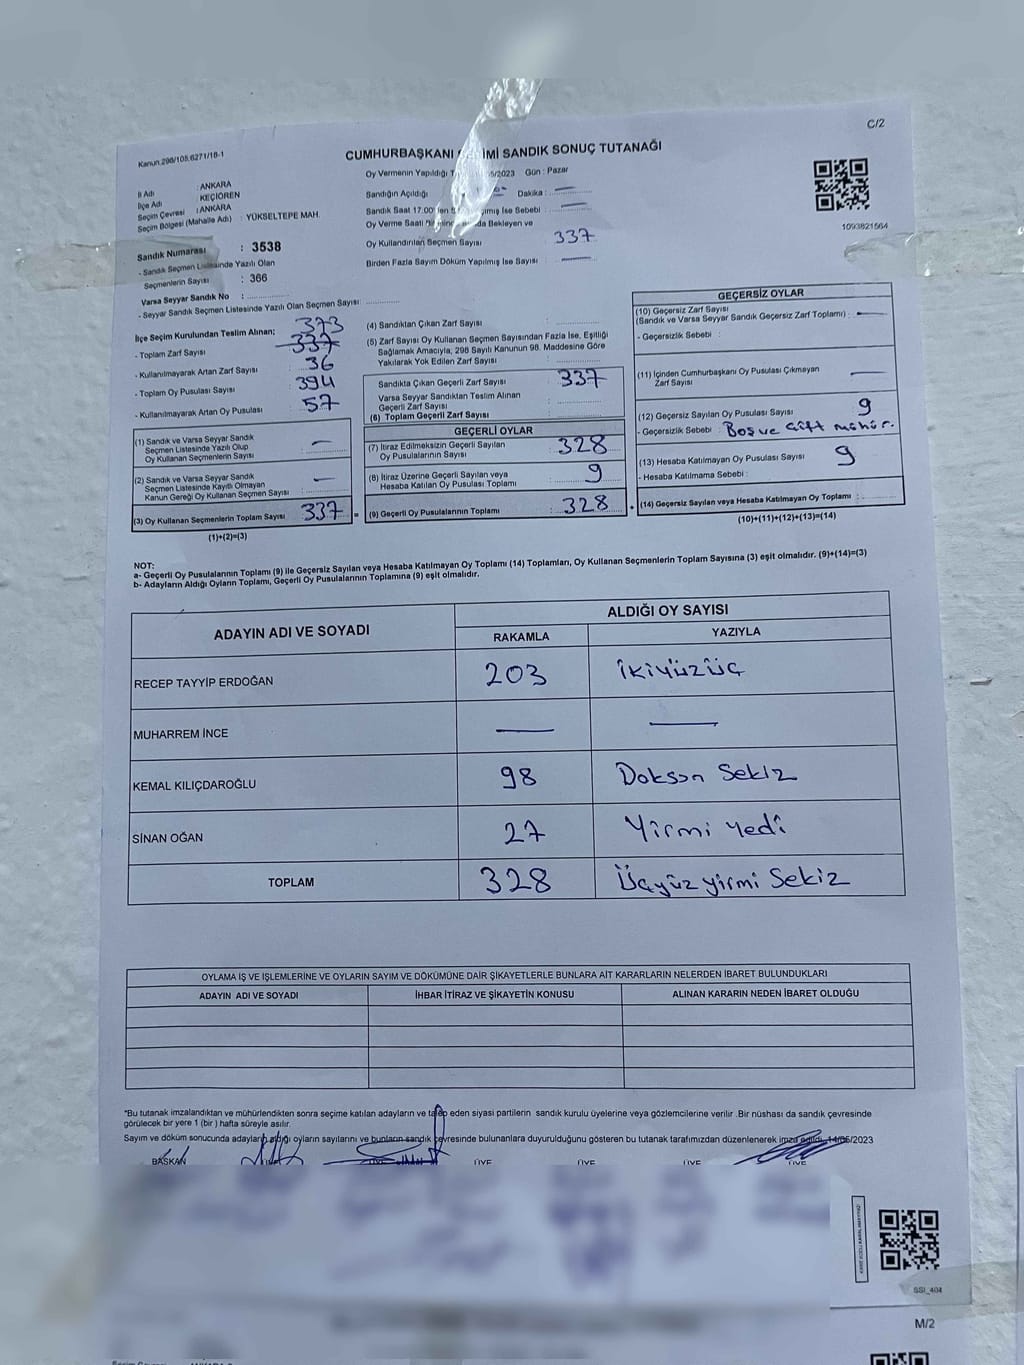 C/2
Kanun.298/105.6271/18-1
CUMHURBAŞKANI SANDIK SONUÇ TUTANAĞI
Oy Vermenin Yapıldığı 5/2023 Gün : Pazar
İl Adı : ANKARA
İlçe Adı : KEÇİÖREN
Seçim Çevresi : ANKARA
Seçim Bölgesi (Mahalle Adı) : YÜKSELTEPE MAH.
Sandığın Açıldığı Dakika : —
Sandık Saat 17:00' mış İse Sebebi : —
Oy Verme Saati da Bekleyen ve
Oy Kullandırılan Seçmen Sayısı 337
Birden Fazla Sayım Döküm Yapılmış İse Sayısı : —
1093821564
Sandık Numarası : 3538
- Sandık Seçmen Listesinde Yazılı Olan
Seçmenlerin Sayısı : 366
Varsa Seyyar Sandık No :
- Seyyar Sandık Seçmen Listesinde Yazılı Olan Seçmen Sayısı :
İlçe Seçim Kurulundan Teslim Alınan; 373
- Toplam Zarf Sayısı 337
- Kullanılmayarak Artan Zarf Sayısı 36
- Toplam Oy Pusulası Sayısı 394
- Kullanılmayarak Artan Oy Pusulası 57
(1) Sandık ve Varsa Seyyar Sandık
Seçmen Listesinde Yazılı Olup
Oy Kullanan Seçmenlerin Sayısı : —
(2) Sandık ve Varsa Seyyar Sandık
Seçmen Listesinde Kayıtlı Olmayan
Kanun Gereği Oy Kullanan Seçmen Sayısı : —
(3) Oy Kullanan Seçmenlerin Toplam Sayısı : 337 =
(1)+(2)=(3)
(4) Sandıktan Çıkan Zarf Sayısı
(5) Zarf Sayısı Oy Kullanan Seçmen Sayısından Fazla İse, Eşitliği
Sağlamak Amacıyla, 298 Sayılı Kanunun 98. Maddesine Göre
Yakılarak Yok Edilen Zarf Sayısı
Sandıkta Çıkan Geçerli Zarf Sayısı 337
Varsa Seyyar Sandıktan Teslim Alınan
Geçerli Zarf Sayısı
(6) Toplam Geçerli Zarf Sayısı
GEÇERLİ OYLAR
(7) İtiraz Edilmeksizin Geçerli Sayılan
Oy Pusulalarının Sayısı 328
(8) İtiraz Üzerine Geçerli Sayılan veya
Hesaba Katılan Oy Pusulası Toplamı 9
(9) Geçerli Oy Pusulalarının Toplamı : 328 +
GEÇERSİZ OYLAR
(10) Geçersiz Zarf Sayısı
(Sandık ve Varsa Seyyar Sandık Geçersiz Zarf Toplamı) : —
- Geçersizlik Sebebi :
(11) İçinden Cumhurbaşkanı Oy Pusulası Çıkmayan
Zarf Sayısı —
(12) Geçersiz Sayılan Oy Pusulası Sayısı : 9
- Geçersizlik Sebebi : Boş ve Çift mühür.
(13) Hesaba Katılmayan Oy Pusulası Sayısı : 9
- Hesaba Katılmama Sebebi :
(14) Geçersiz Sayılan veya Hesaba Katılmayan Oy Toplamı :
(10)+(11)+(12)+(13)=(14)
NOT:
a- Geçerli Oy Pusulalarının Toplamı (9) ile Geçersiz Sayılan veya Hesaba Katılmayan Oy Toplamı (14) Toplamları, Oy Kullanan Seçmenlerin Toplam Sayısına (3) eşit olmalıdır. (9)+(14)=(3)
b- Adayların Aldığı Oyların Toplamı, Geçerli Oy Pusulalarının Toplamına (9) eşit olmalıdır.
ADAYIN ADI VE SOYADI ALDIĞI OY SAYISI
RAKAMLA YAZIYLA
RECEP TAYYİP ERDOĞAN 203 İkiyüzüç
MUHARREM İNCE — —
KEMAL KILIÇDAROĞLU 98 Doksan Sekiz
SİNAN OĞAN 27 Yirmi Yedi
TOPLAM 328 Üçyüz yirmi Sekiz
OYLAMA İŞ VE İŞLEMLERİNE VE OYLARIN SAYIM VE DÖKÜMÜNE DAİR ŞİKAYETLERLE BUNLARA AİT KARARLARIN NELERDEN İBARET BULUNDUKLARI
ADAYIN ADI VE SOYADI İHBAR İTİRAZ VE ŞİKAYETİN KONUSU ALINAN KARARIN NEDEN İBARET OLDUĞU
*Bu tutanak imzalandıktan ve mühürlendikten sonra seçime katılan adayların ve talep eden siyasi partilerin sandık kurulu üyelerine veya gözlemcilerine verilir .Bir nüshası da sandık çevresinde
görülecek bir yere 1 (bir ) hafta süreyle asılır.
Sayım ve döküm sonucunda adayların aldığı oyların sayılarını ve bunların sandık çevresinde bulunanlara duyurulduğunu gösteren bu tutanak tarafımızdan düzenlenerek imza edildi. 14/05/2023
BAŞKAN ÜYE ÜYE ÜYE ÜYE
SSI_404
M/2